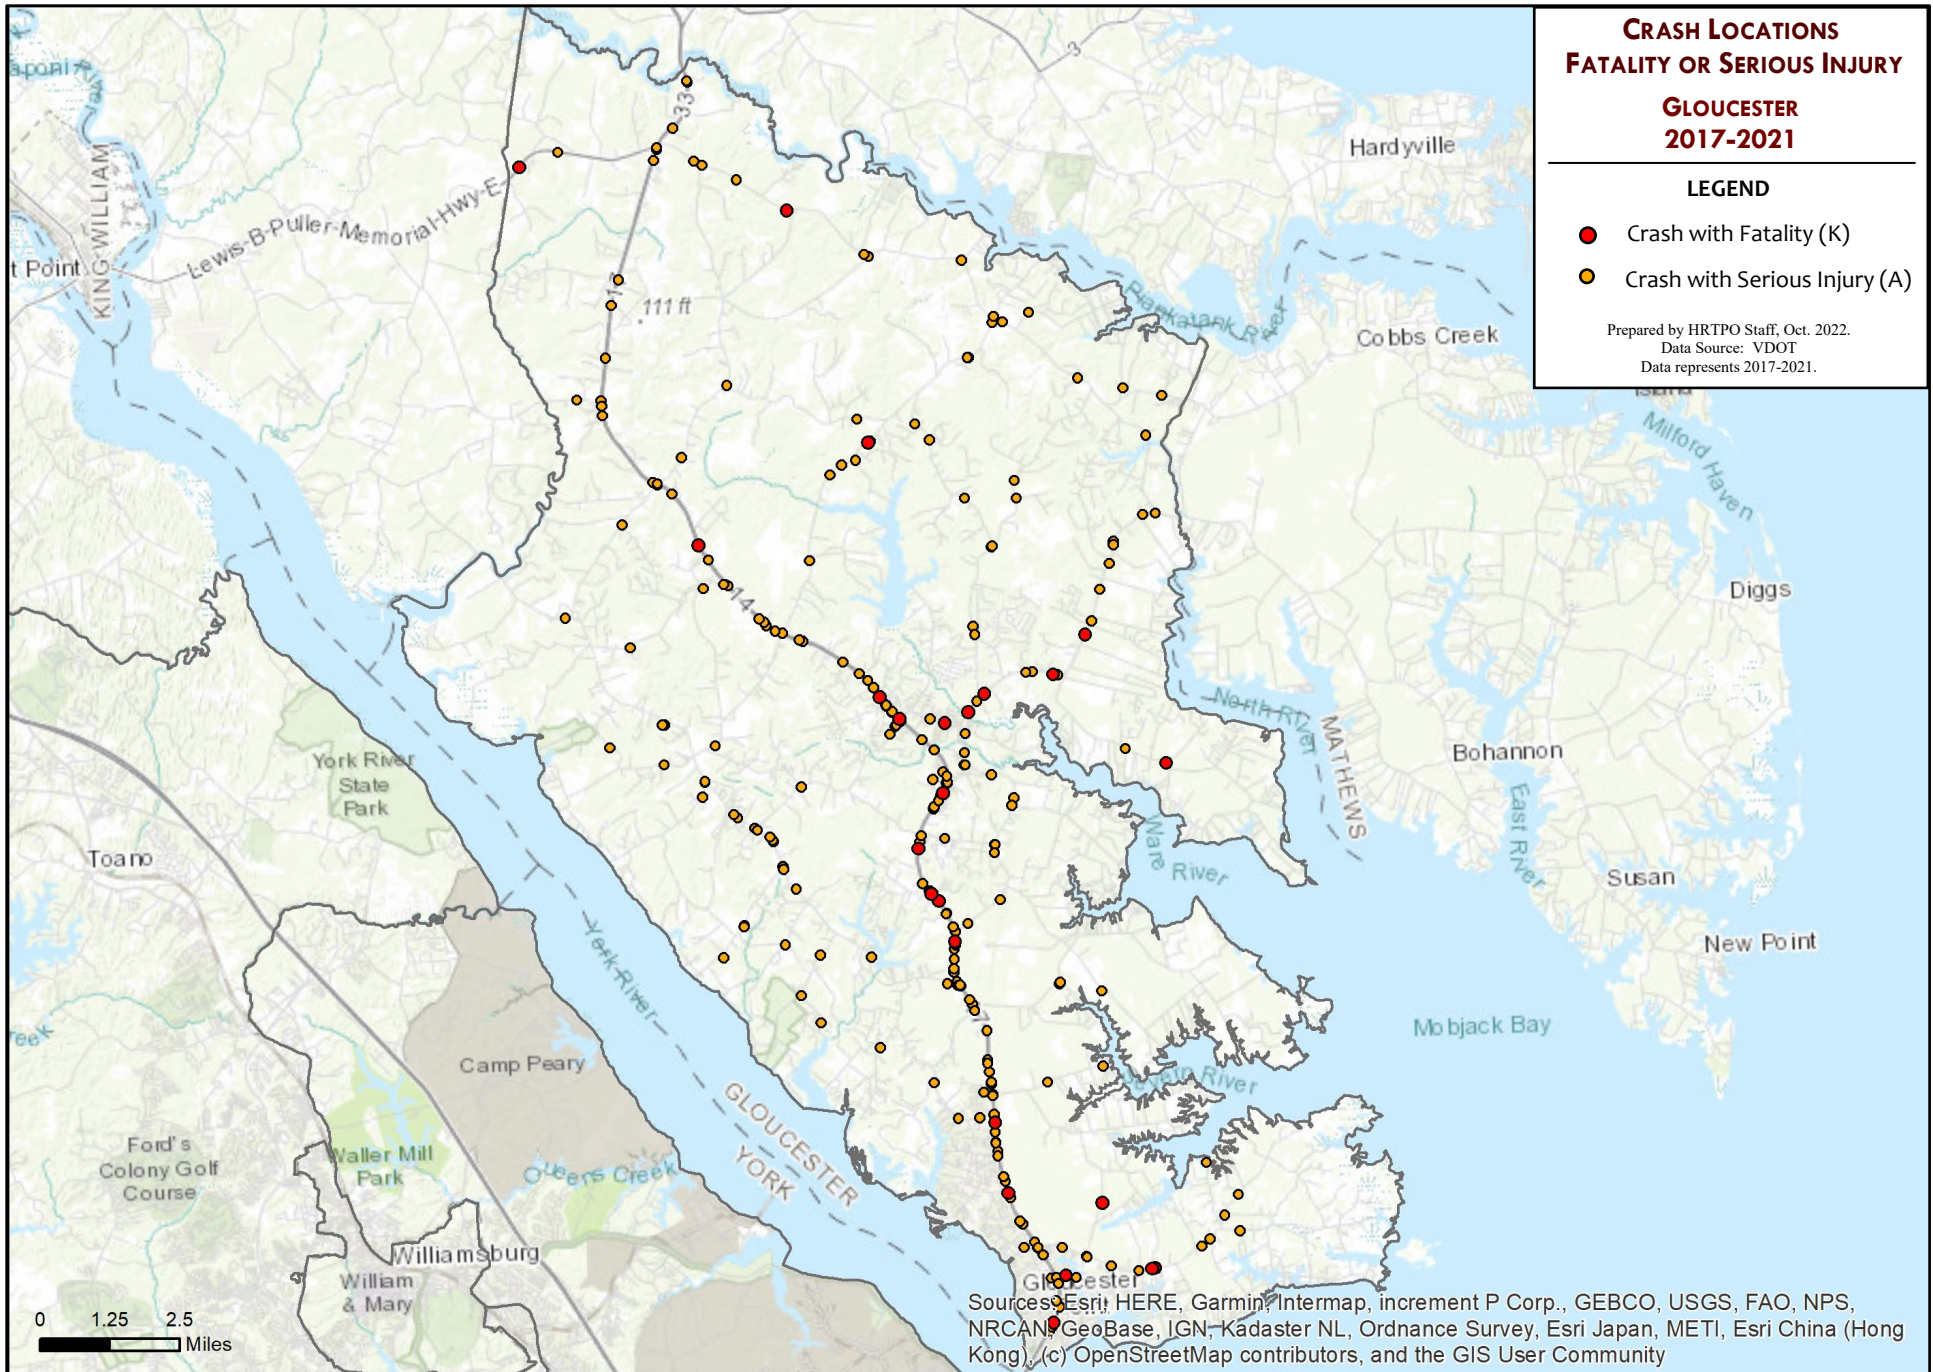 CRASH LOCATIONS
FATALITY OR SERIOUS INJURY
GLOUCESTER
2017-2021
LEGEND
Crash with Fatality (K)
Crash with Serious Injury (A)
Prepared by HRTPO Staff, Oct. 2022.
Data Source: VDOT
Data represents 2017-2021.
3
33
Hardyville
KING WILLIAM
Lewis-B-Puller-Memorial-Hwy-E
t Point
111 ft
Piankatank River
Cobbs Creek
Milford Haven
Diggs
14
North River
MATHEWS
Bohannon
East River
York River
State
Park
Toano
Ware River
Susan
New Point
York River
Mobjack Bay
reek
Camp Peary
GLOUCESTER
YORK
Ford's
Colony Golf
Course
Waller Mill
Park
Queens Creek
Williamsburg
William
& Mary
0 1.25 2.5
Miles
Gloucester
Sources: Esri, HERE, Garmin, Intermap, increment P Corp., GEBCO, USGS, FAO, NPS,
NRCAN, GeoBase, IGN, Kadaster NL, Ordnance Survey, Esri Japan, METI, Esri China (Hong
Kong), (c) OpenStreetMap contributors, and the GIS User Community